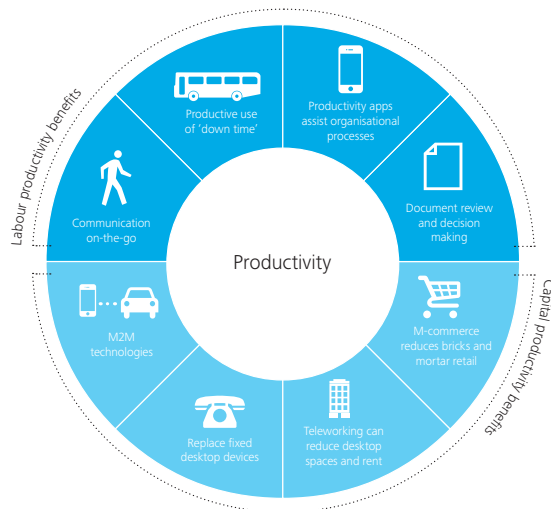 Labour productivity benefits
Productive use
of ‘down time’
Productivity apps
assist organisational
processes
Communication
on-the-go
Document review
and decision
making
Productivity
M2M
technologies
M-commerce
reduces bricks and
mortar retail
Replace fixed
desktop devices
Teleworking can
reduce desktop
spaces and rent
Capital productivity benefits